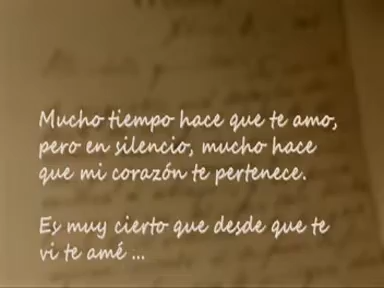 Mucho tiempo hace que te amo,
pero en silencio, mucho hace
que mi corazón te pertenece.
Es muy cierto que desde que te
vi te amé ...